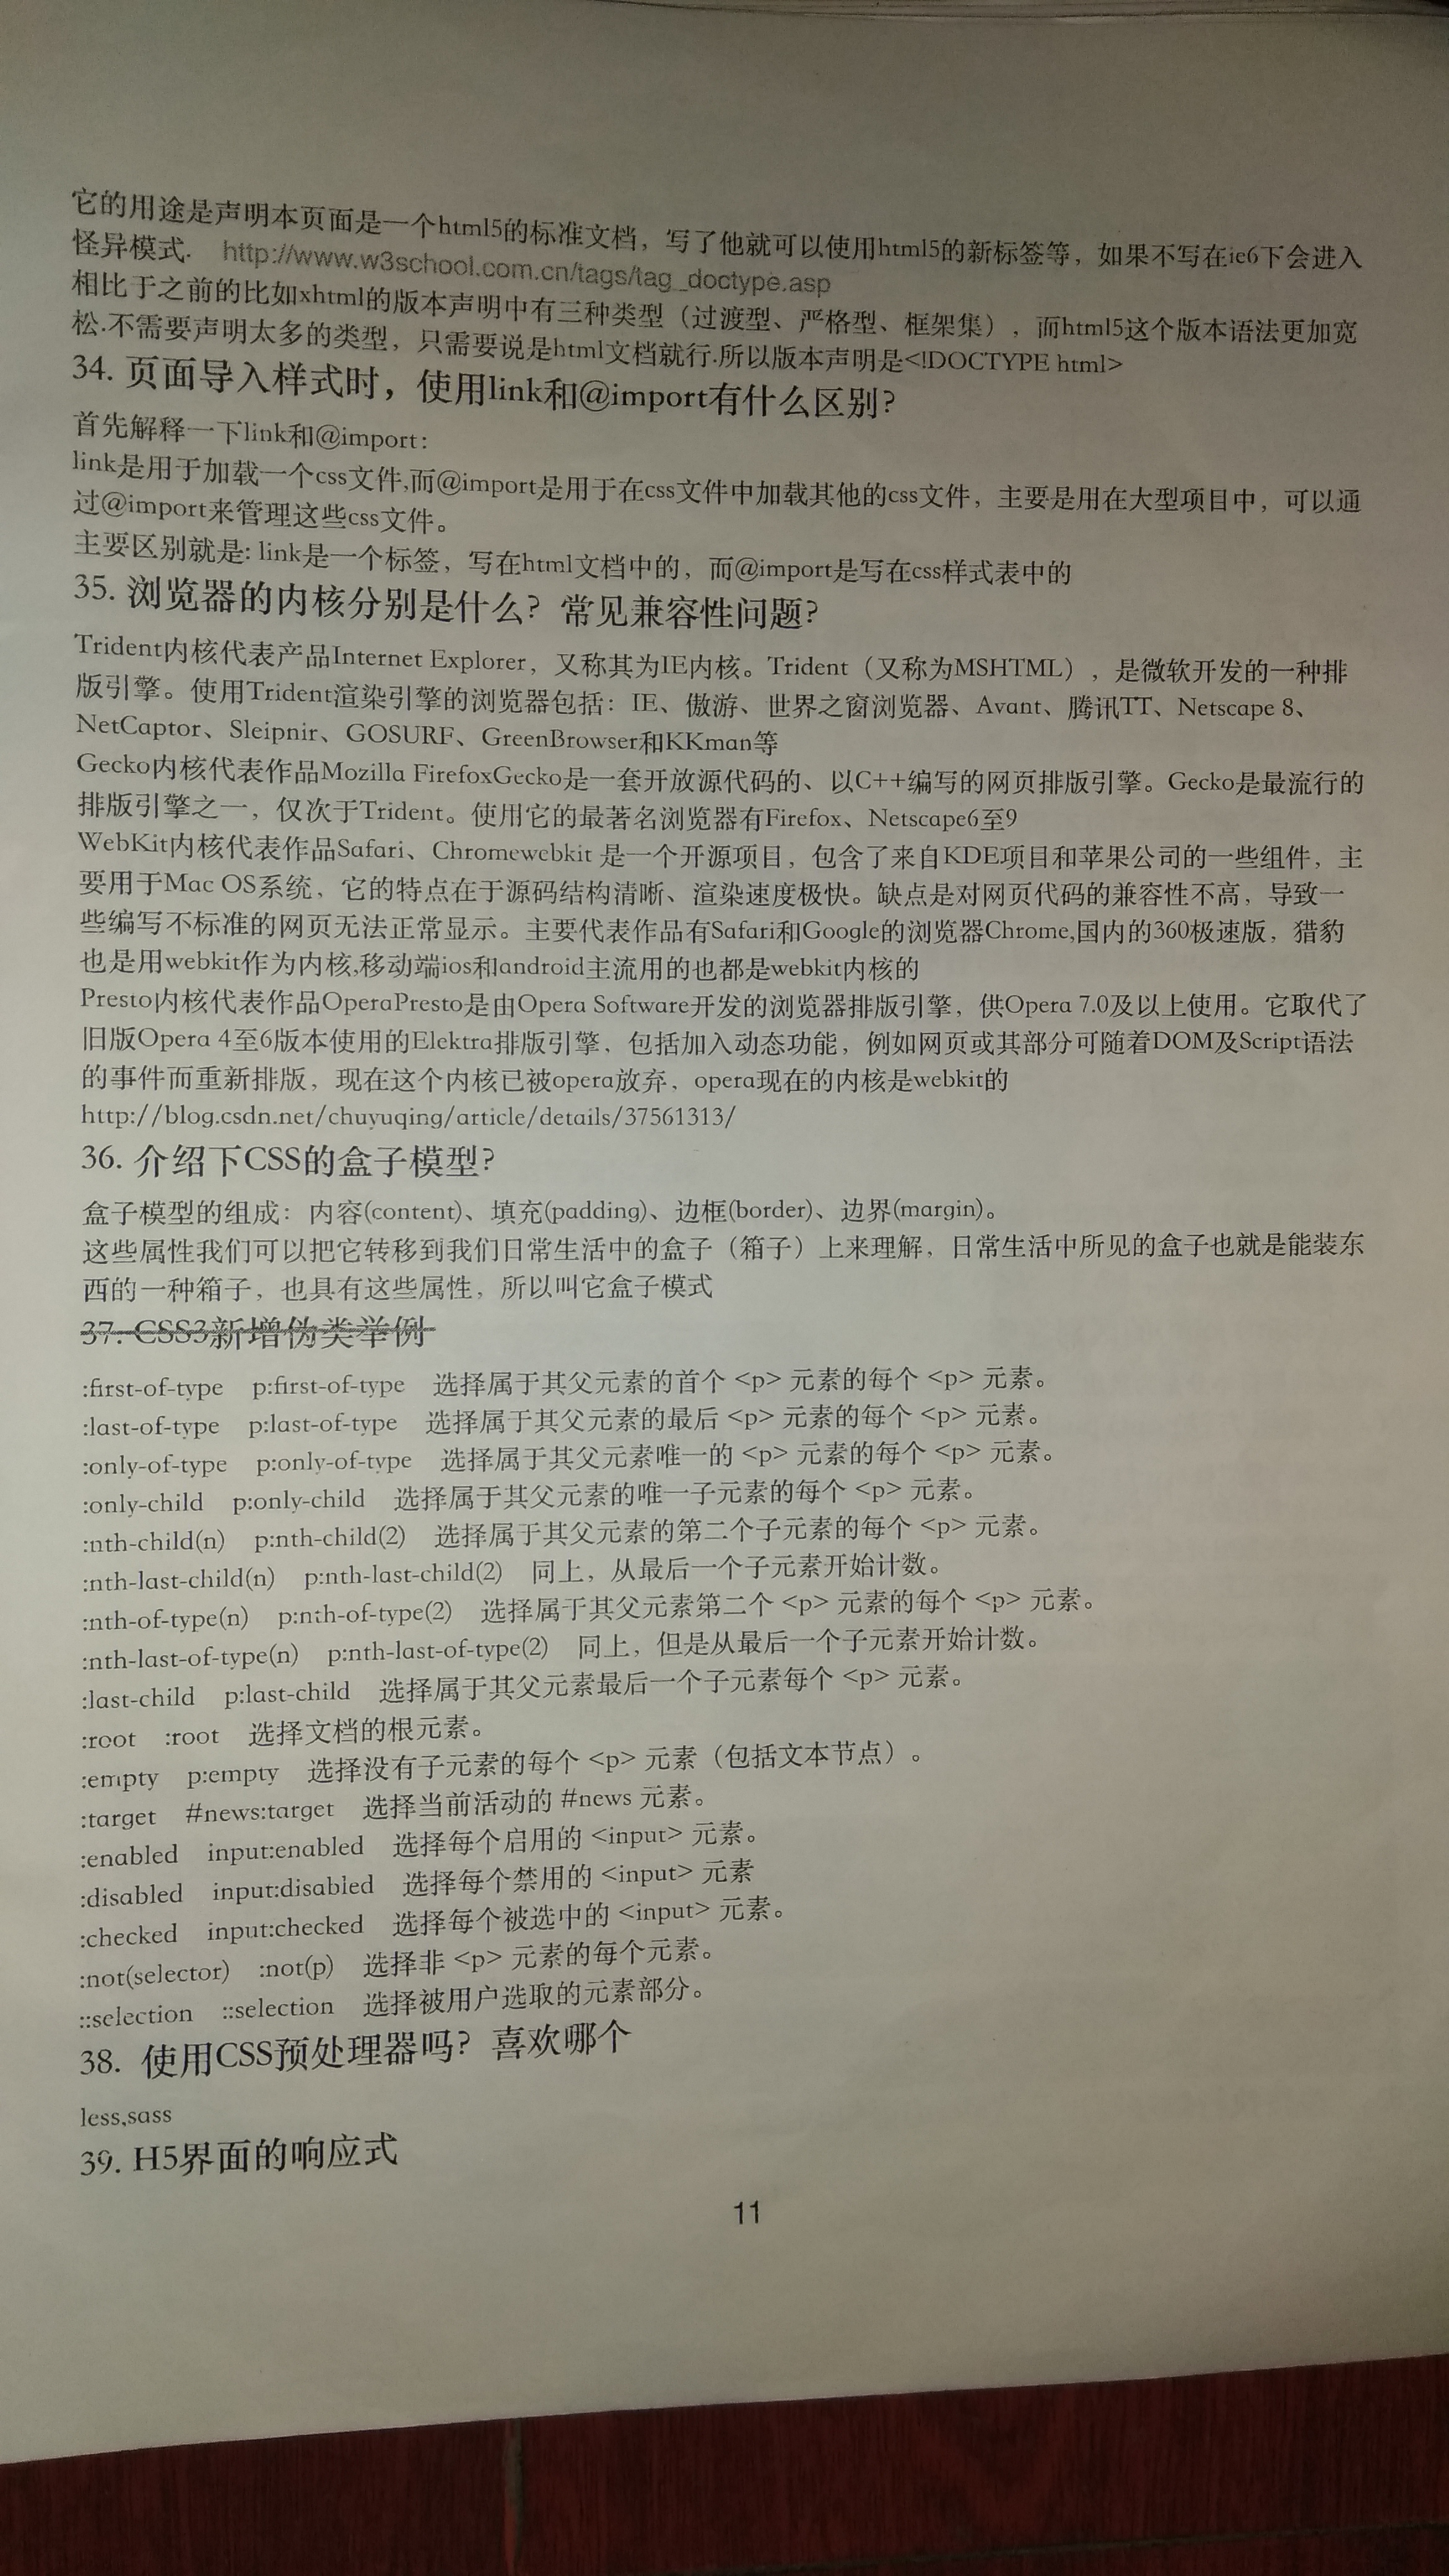 它的用途是声明本页面是一个html5的标准文档，写了他就可以使用html5的新标签等，如果不写在ie6下会进入
怪异模式. http://www.w3school.com.cn/tags/tag_doctype.asp
相比于之前的比如xhtml的版本声明中有三种类型（过渡型、严格型、框架集），而html5这个版本语法更加宽
松.不需要声明太多的类型，只需要说是html文档就行.所以版本声明是<!DOCTYPE html>
34. 页面导入样式时，使用link和@import有什么区别?
首先解释一下link和@import：
link是用于加载一个css文件,而@import是用于在css文件中加载其他的css文件，主要是用在大型项目中，可以通
过@import来管理这些css文件。
主要区别就是: link是一个标签，写在html文档中的，而@import是写在css样式表中的
35. 浏览器的内核分别是什么？常见兼容性问题?
Trident内核代表产品Internet Explorer，又称其为IE内核。Trident（又称为MSHTML），是微软开发的一种排
版引擎。使用Trident渲染引擎的浏览器包括：IE、傲游、世界之窗浏览器、Avant、腾讯TT、Netscape 8、
NetCaptor、Sleipnir、GOSURF、GreenBrowser和KKman等
Gecko内核代表作品Mozilla FirefoxGecko是一套开放源代码的、以C++编写的网页排版引擎。Gecko是最流行的
排版引擎之一，仅次于Trident。使用它的最著名浏览器有Firefox、Netscape6至9
WebKit内核代表作品Safari、Chromewebkit 是一个开源项目，包含了来自KDE项目和苹果公司的一些组件，主
要用于Mac OS系统，它的特点在于源码结构清晰、渲染速度极快。缺点是对网页代码的兼容性不高，导致一
些编写不标准的网页无法正常显示。主要代表作品有Safari和Google的浏览器Chrome,国内的360极速版，猎豹
也是用webkit作为内核,移动端ios和android主流用的也都是webkit内核的
Presto内核代表作品OperaPresto是由Opera Software开发的浏览器排版引擎，供Opera 7.0及以上使用。它取代了
旧版Opera 4至6版本使用的Elektra排版引擎，包括加入动态功能，例如网页或其部分可随着DOM及Script语法
的事件而重新排版，现在这个内核已被opera放弃，opera现在的内核是webkit的
http://blog.csdn.net/chuyuqing/article/details/37561313/
36. 介绍下CSS的盒子模型?
盒子模型的组成：内容(content)、填充(padding)、边框(border)、边界(margin)。
这些属性我们可以把它转移到我们日常生活中的盒子（箱子）上来理解，日常生活中所见的盒子也就是能装东
西的一种箱子，也具有这些属性，所以叫它盒子模式
37. CSS3新增伪类举例
:first-of-type p:first-of-type 选择属于其父元素的首个 <p> 元素的每个 <p> 元素。
:last-of-type p:last-of-type 选择属于其父元素的最后 <p> 元素的每个 <p> 元素。
:only-of-type p:only-of-type 选择属于其父元素唯一的 <p> 元素的每个 <p> 元素。
:only-child p:only-child 选择属于其父元素的唯一子元素的每个 <p> 元素。
:nth-child(n) p:nth-child(2) 选择属于其父元素的第二个子元素的每个 <p> 元素。
:nth-last-child(n) p:nth-last-child(2) 同上，从最后一个子元素开始计数。
:nth-of-type(n) p:nth-of-type(2) 选择属于其父元素第二个 <p> 元素的每个 <p> 元素。
:nth-last-of-type(n) p:nth-last-of-type(2) 同上，但是从最后一个子元素开始计数。
:last-child p:last-child 选择属于其父元素最后一个子元素每个 <p> 元素。
:root :root 选择文档的根元素。
:empty p:empty 选择没有子元素的每个 <p> 元素（包括文本节点）。
:target #news:target 选择当前活动的 #news 元素。
:enabled input:enabled 选择每个启用的 <input> 元素。
:disabled input:disabled 选择每个禁用的 <input> 元素
:checked input:checked 选择每个被选中的 <input> 元素。
:not(selector) :not(p) 选择非 <p> 元素的每个元素。
::selection ::selection 选择被用户选取的元素部分。
38. 使用CSS预处理器吗？喜欢哪个
less,sass
39. H5界面的响应式
11